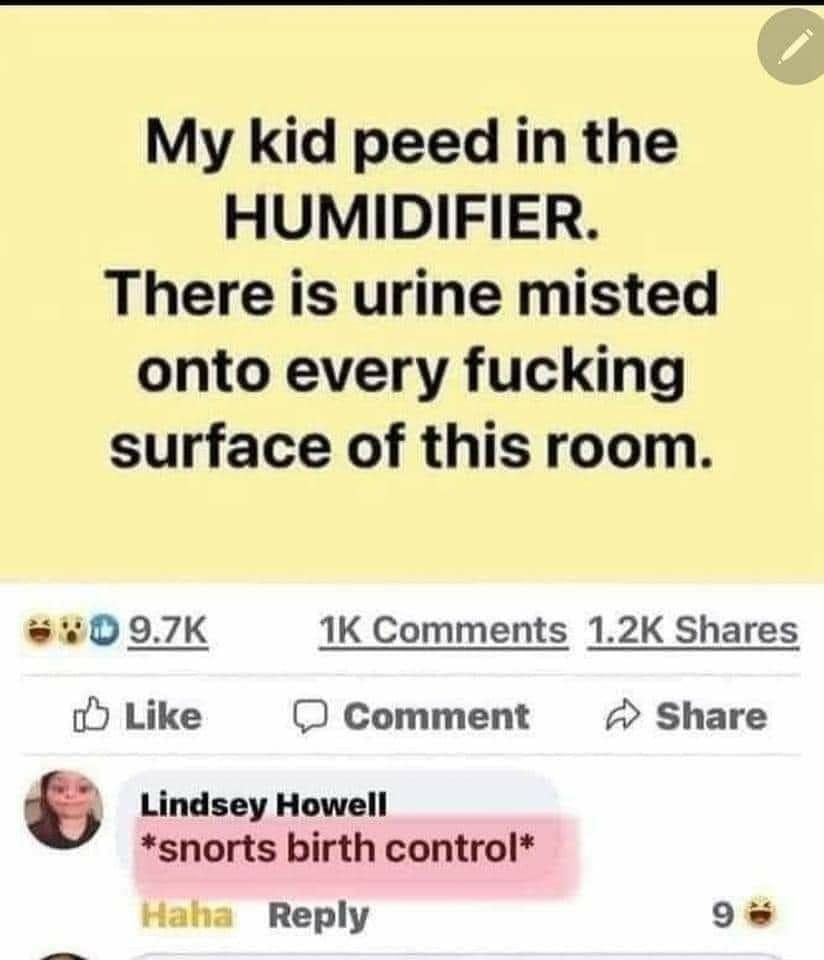 My kid peed in the
HUMIDIFIER.
There is urine misted
onto every fucking
surface of this room.
9.7K 1K Comments 1.2K Shares
Like Comment Share
Lindsey Howell
*snorts birth control*
Haha Reply 9